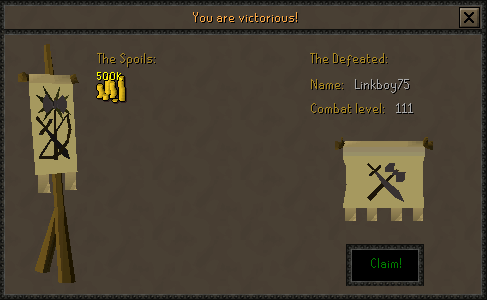 You are victorious!
The Spoils:
500K
The Defeated:
Name: Linkboy75
Combat level: 111
Claim!